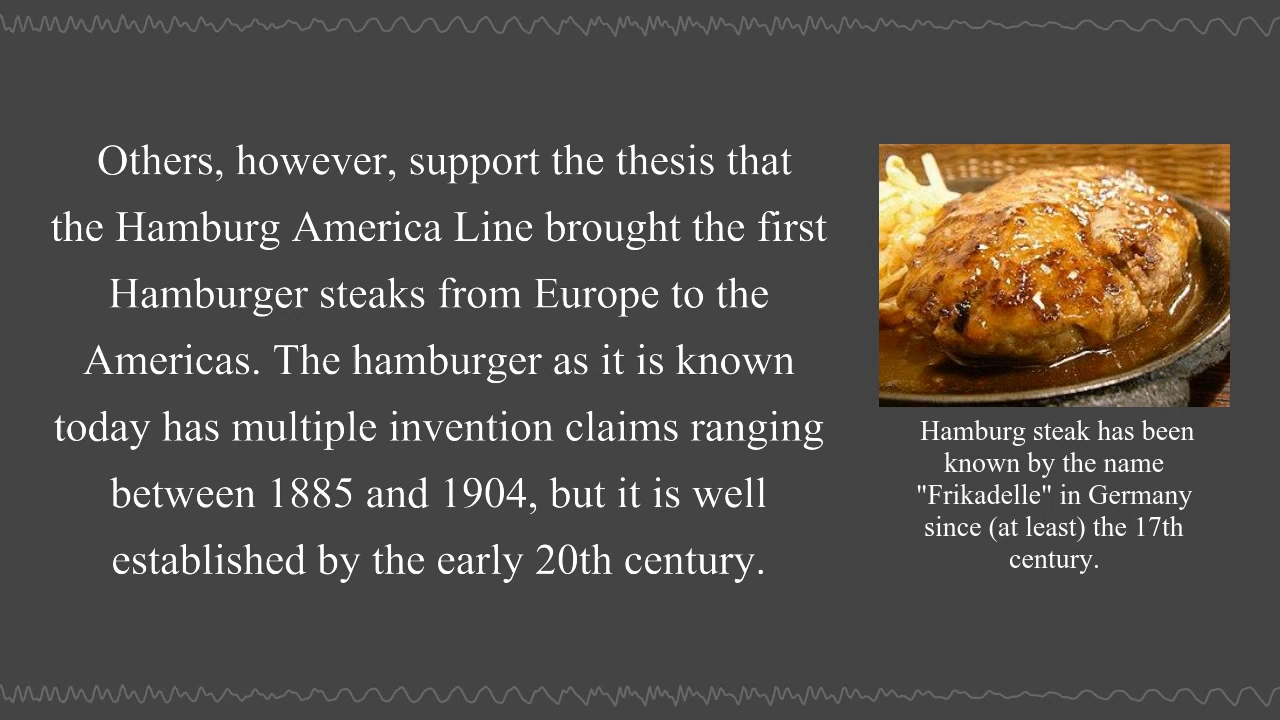 Others, however, support the thesis that
the Hamburg America Line brought the first
Hamburger steaks from Europe to the
Americas. The hamburger as it is known
today has multiple invention claims ranging
between 1885 and 1904, but it is well
established by the early 20th century.
Hamburg steak has been
known by the name
"Frikadelle" in Germany
since (at least) the 17th
century.